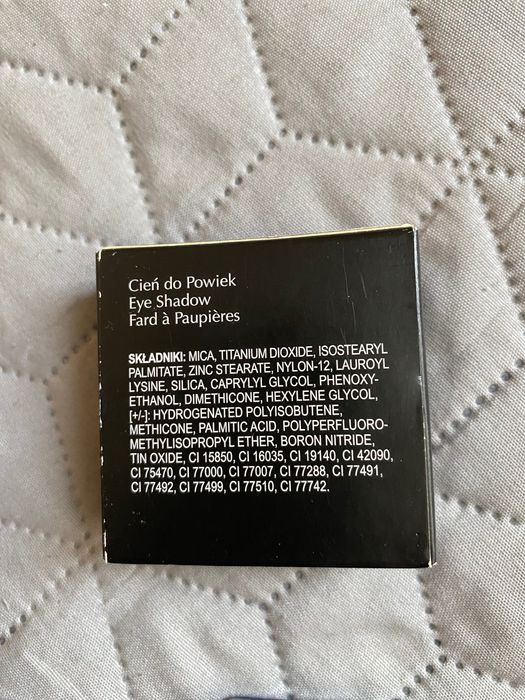 Cień do Powiek
Eye Shadow
Fard à Paupières
SKŁADNIKI: MICA, TITANIUM DIOXIDE, ISOSTEARYL
PALMITATE, ZINC STEARATE, NYLON-12, LAUROYL
LYSINE, SILICA, CAPRYLYL GLYCOL, PHENOXY-
ETHANOL, DIMETHICONE, HEXYLENE GLYCOL,
[+/-]: HYDROGENATED POLYISOBUTENE,
METHICONE, PALMITIC ACID, POLYPERFLUORO-
METHYLISOPROPYL ETHER, BORON NITRIDE,
TIN OXIDE, CI 15850, CI 16035, CI 19140, CI 42090,
CI 75470, CI 77000, CI 77007, CI 77288, CI 77491,
CI 77492, CI 77499, CI 77510, CI 77742.